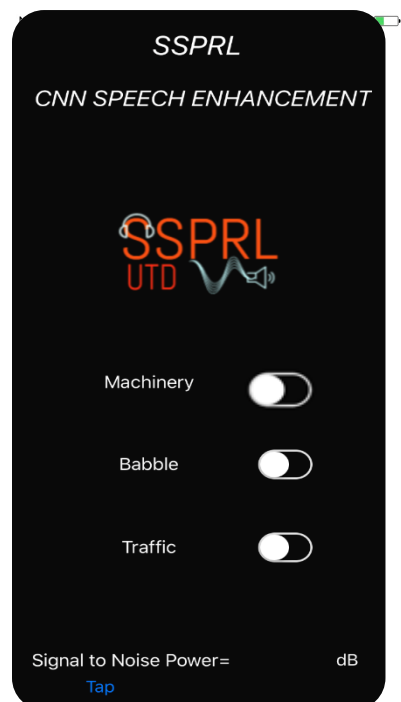 SSPRL
CNN SPEECH ENHANCEMENT
SSPRL
UTD
Machinery
Babble
Traffic
Signal to Noise Power= dB
Tap